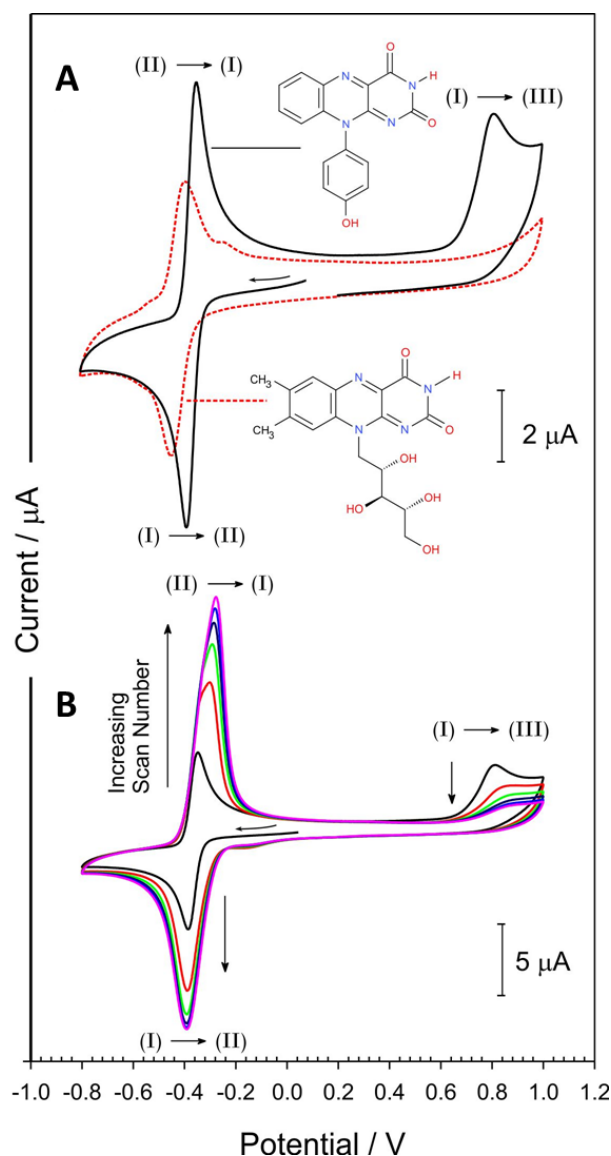 A
(II) ⟶ (I)
(I) ⟶ (III)
O
N
N
H
N
N
O
OH
CH₃
CH₃
N
O
N
H
N
N
O
OH
HO
OH
OH
2 μA
(I) ⟶ (II)
Current / μA
(II) ⟶ (I)
B
Increasing
Scan Number
(I) ⟶ (III)
5 μA
(I) ⟶ (II)
-1.0 -0.8 -0.6 -0.4 -0.2 0.0 0.2 0.4 0.6 0.8 1.0 1.2
Potential / V